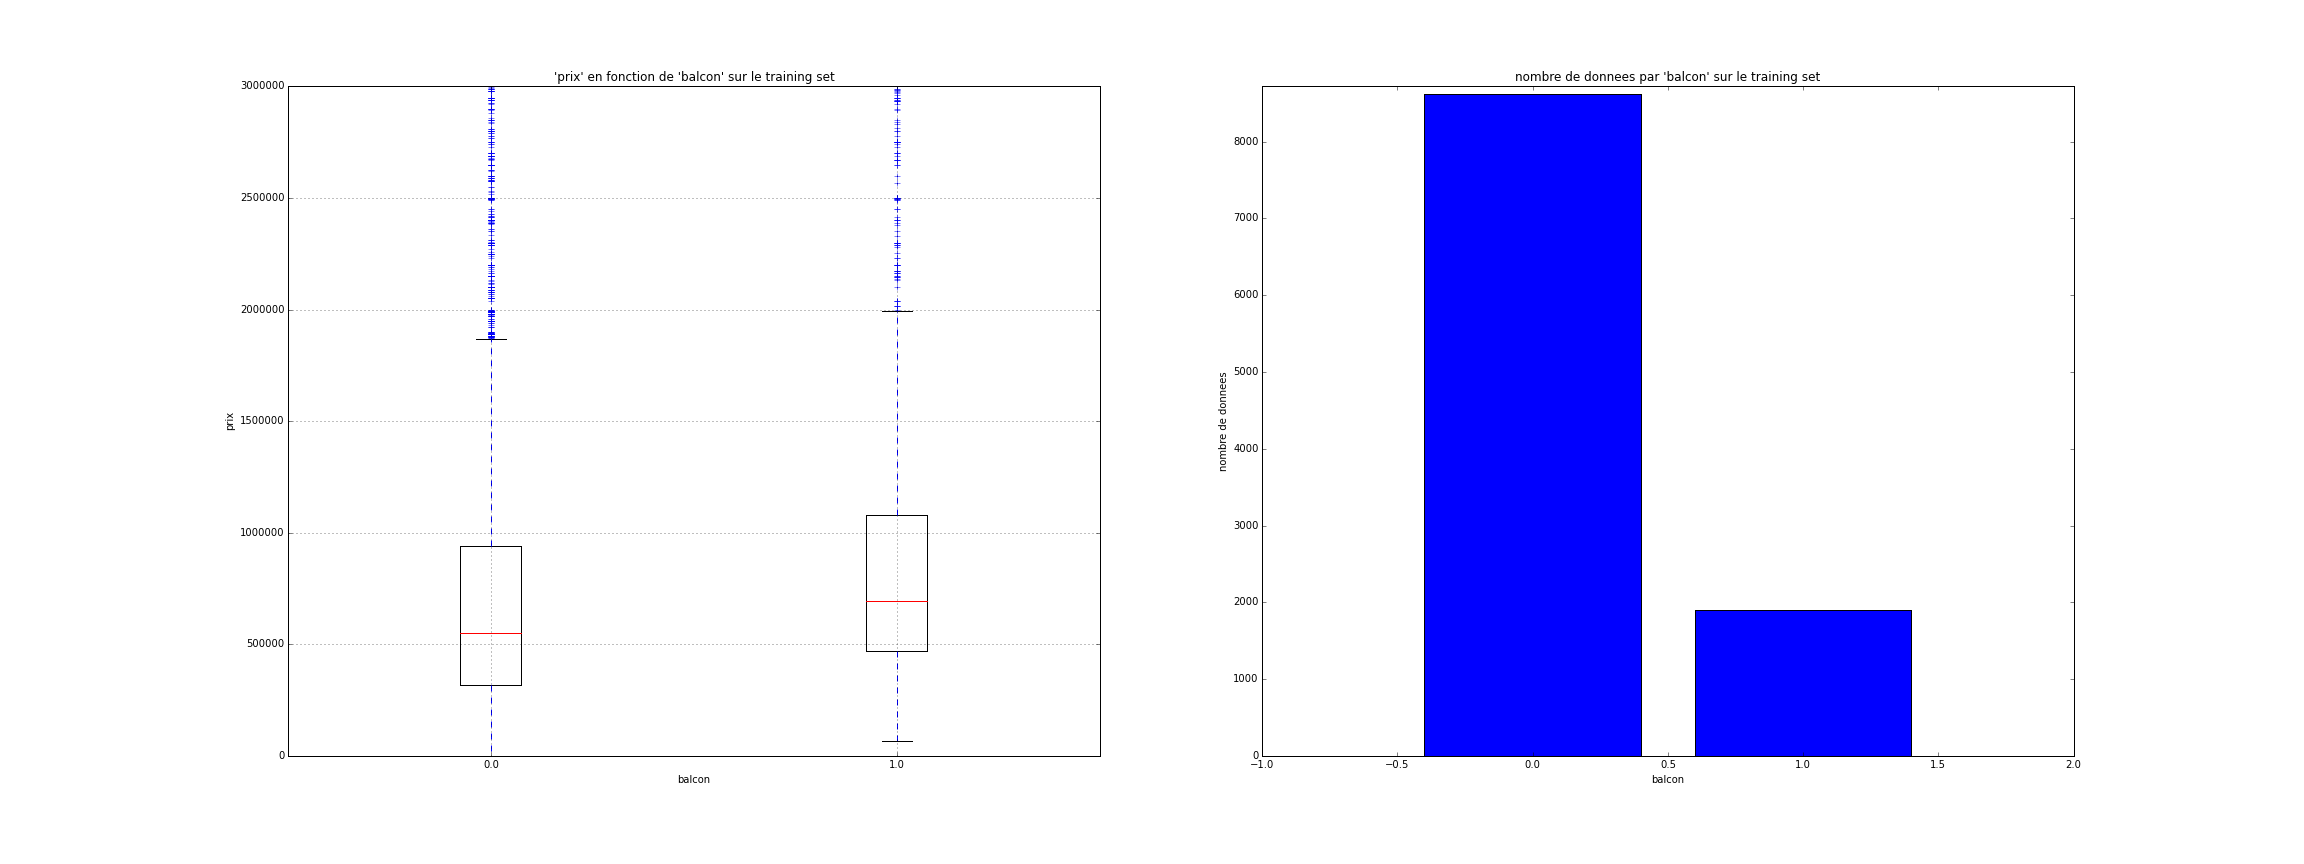 'prix' en fonction de 'balcon' sur le training set
3000000
2500000
2000000
1500000
1000000
500000
0
prix
0.0 1.0
balcon
nombre de donnees par 'balcon' sur le training set
8000
7000
6000
5000
4000
3000
2000
1000
0
nombre de donnees
−1.0 −0.5 0.0 0.5 1.0 1.5 2.0
balcon